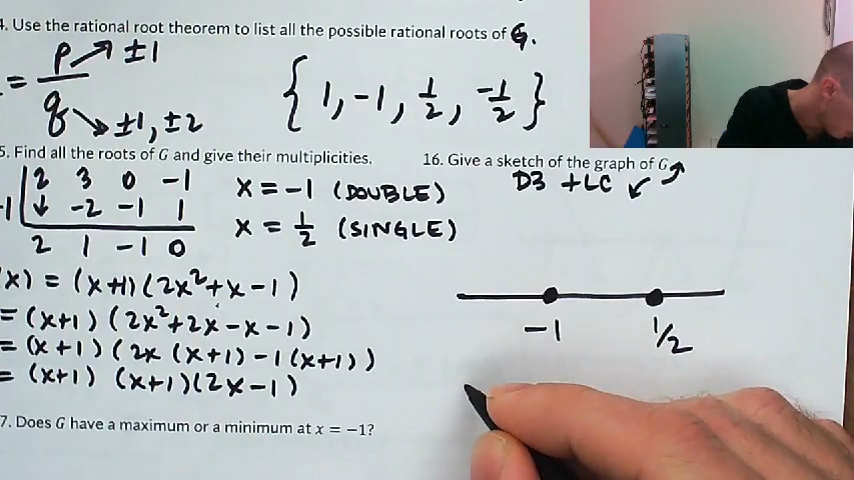 4. Use the rational root theorem to list all the possible rational roots of G.
= p/q
p ↗ ±1
q ↘ ±1, ±2
{ 1, -1, 1/2, -1/2 }
5. Find all the roots of G and give their multiplicities.
2 3 0 -1
-1 ↓ -2 -1 1
2 1 -1 0
x = -1 (DOUBLE)
x = 1/2 (SINGLE)
(x) = (x+1)(2x²+x-1)
= (x+1)(2x²+2x-x-1)
= (x+1)(2x(x+1)-1(x+1))
= (x+1)(x+1)(2x-1)
16. Give a sketch of the graph of G
D3 +LC ↙ ↗
-1 1/2
7. Does G have a maximum or a minimum at x = −1?